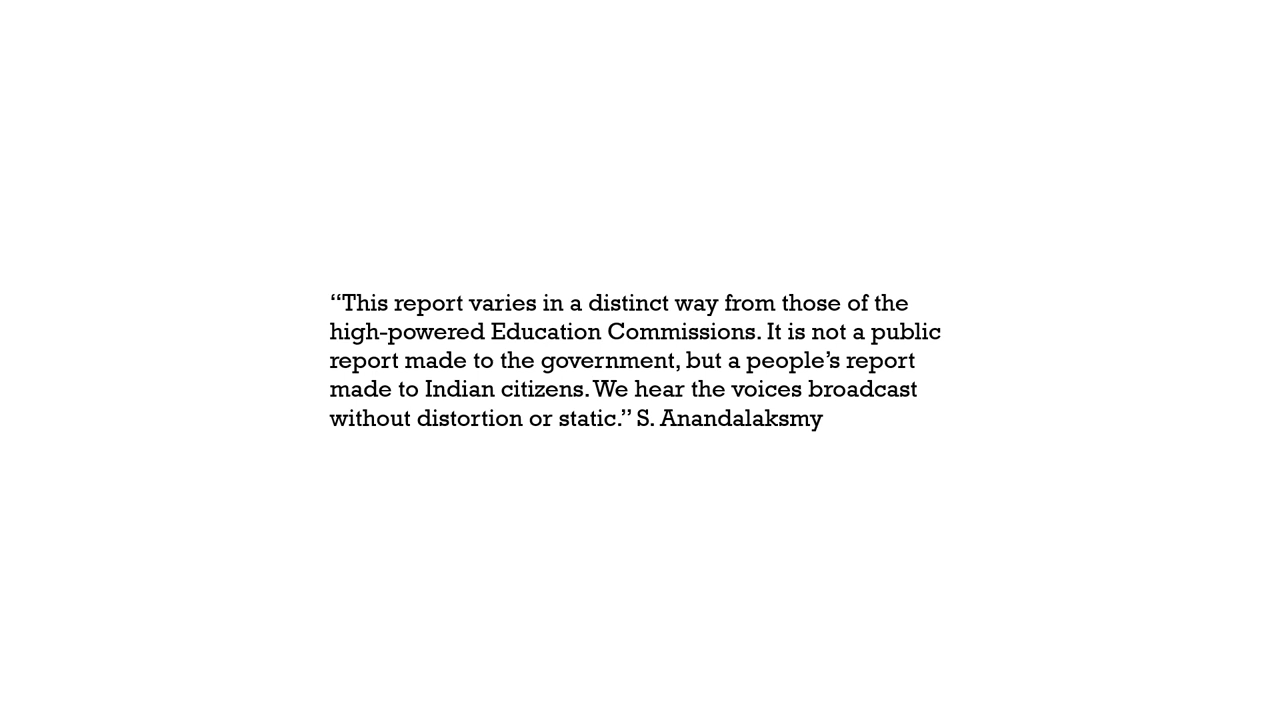 “This report varies in a distinct way from those of the
high-powered Education Commissions. It is not a public
report made to the government, but a people’s report
made to Indian citizens. We hear the voices broadcast
without distortion or static.” S. Anandalaksmy